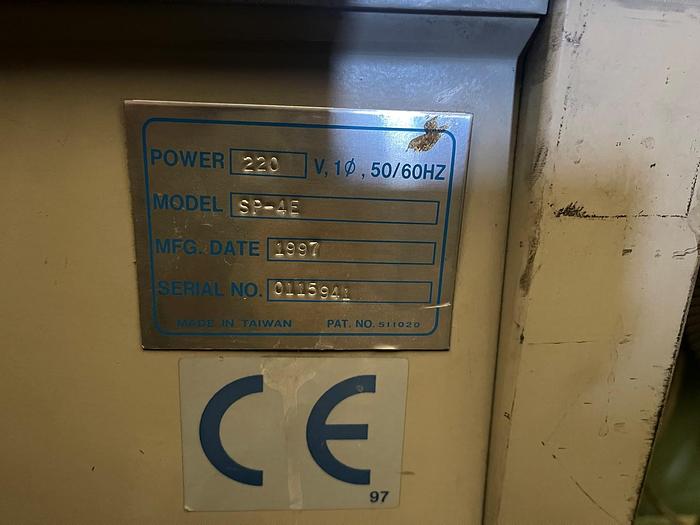 POWER 220 V, 1Ø, 50/60HZ
MODEL SP-4E
MFG. DATE 1997
SERIAL NO. 0115941
MADE IN TAIWAN PAT. NO. 511020
CE
97